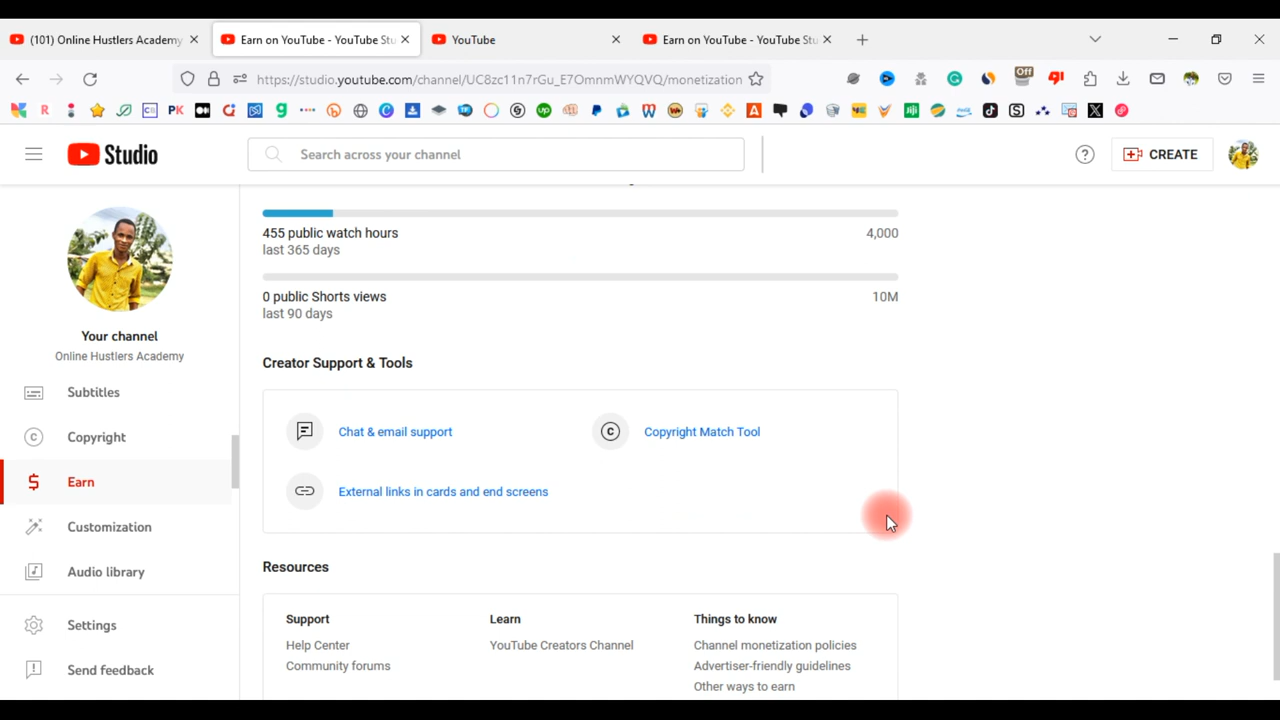 (101) Online Hustlers Academy
Earn on YouTube - YouTube Stu
YouTube
Earn on YouTube - YouTube Stu
https://studio.youtube.com/channel/UC8zc11n7rGu_E7OmnmWYQVQ/monetization
Off
Studio
Search across your channel
CREATE
455 public watch hours
4,000
last 365 days
0 public Shorts views
10M
last 90 days
Your channel
Online Hustlers Academy
Subtitles
Copyright
Earn
Customization
Audio library
Settings
Send feedback
Creator Support & Tools
Chat & email support
Copyright Match Tool
External links in cards and end screens
Resources
Support
Learn
Things to know
Help Center
YouTube Creators Channel
Channel monetization policies
Community forums
Advertiser-friendly guidelines
Other ways to earn